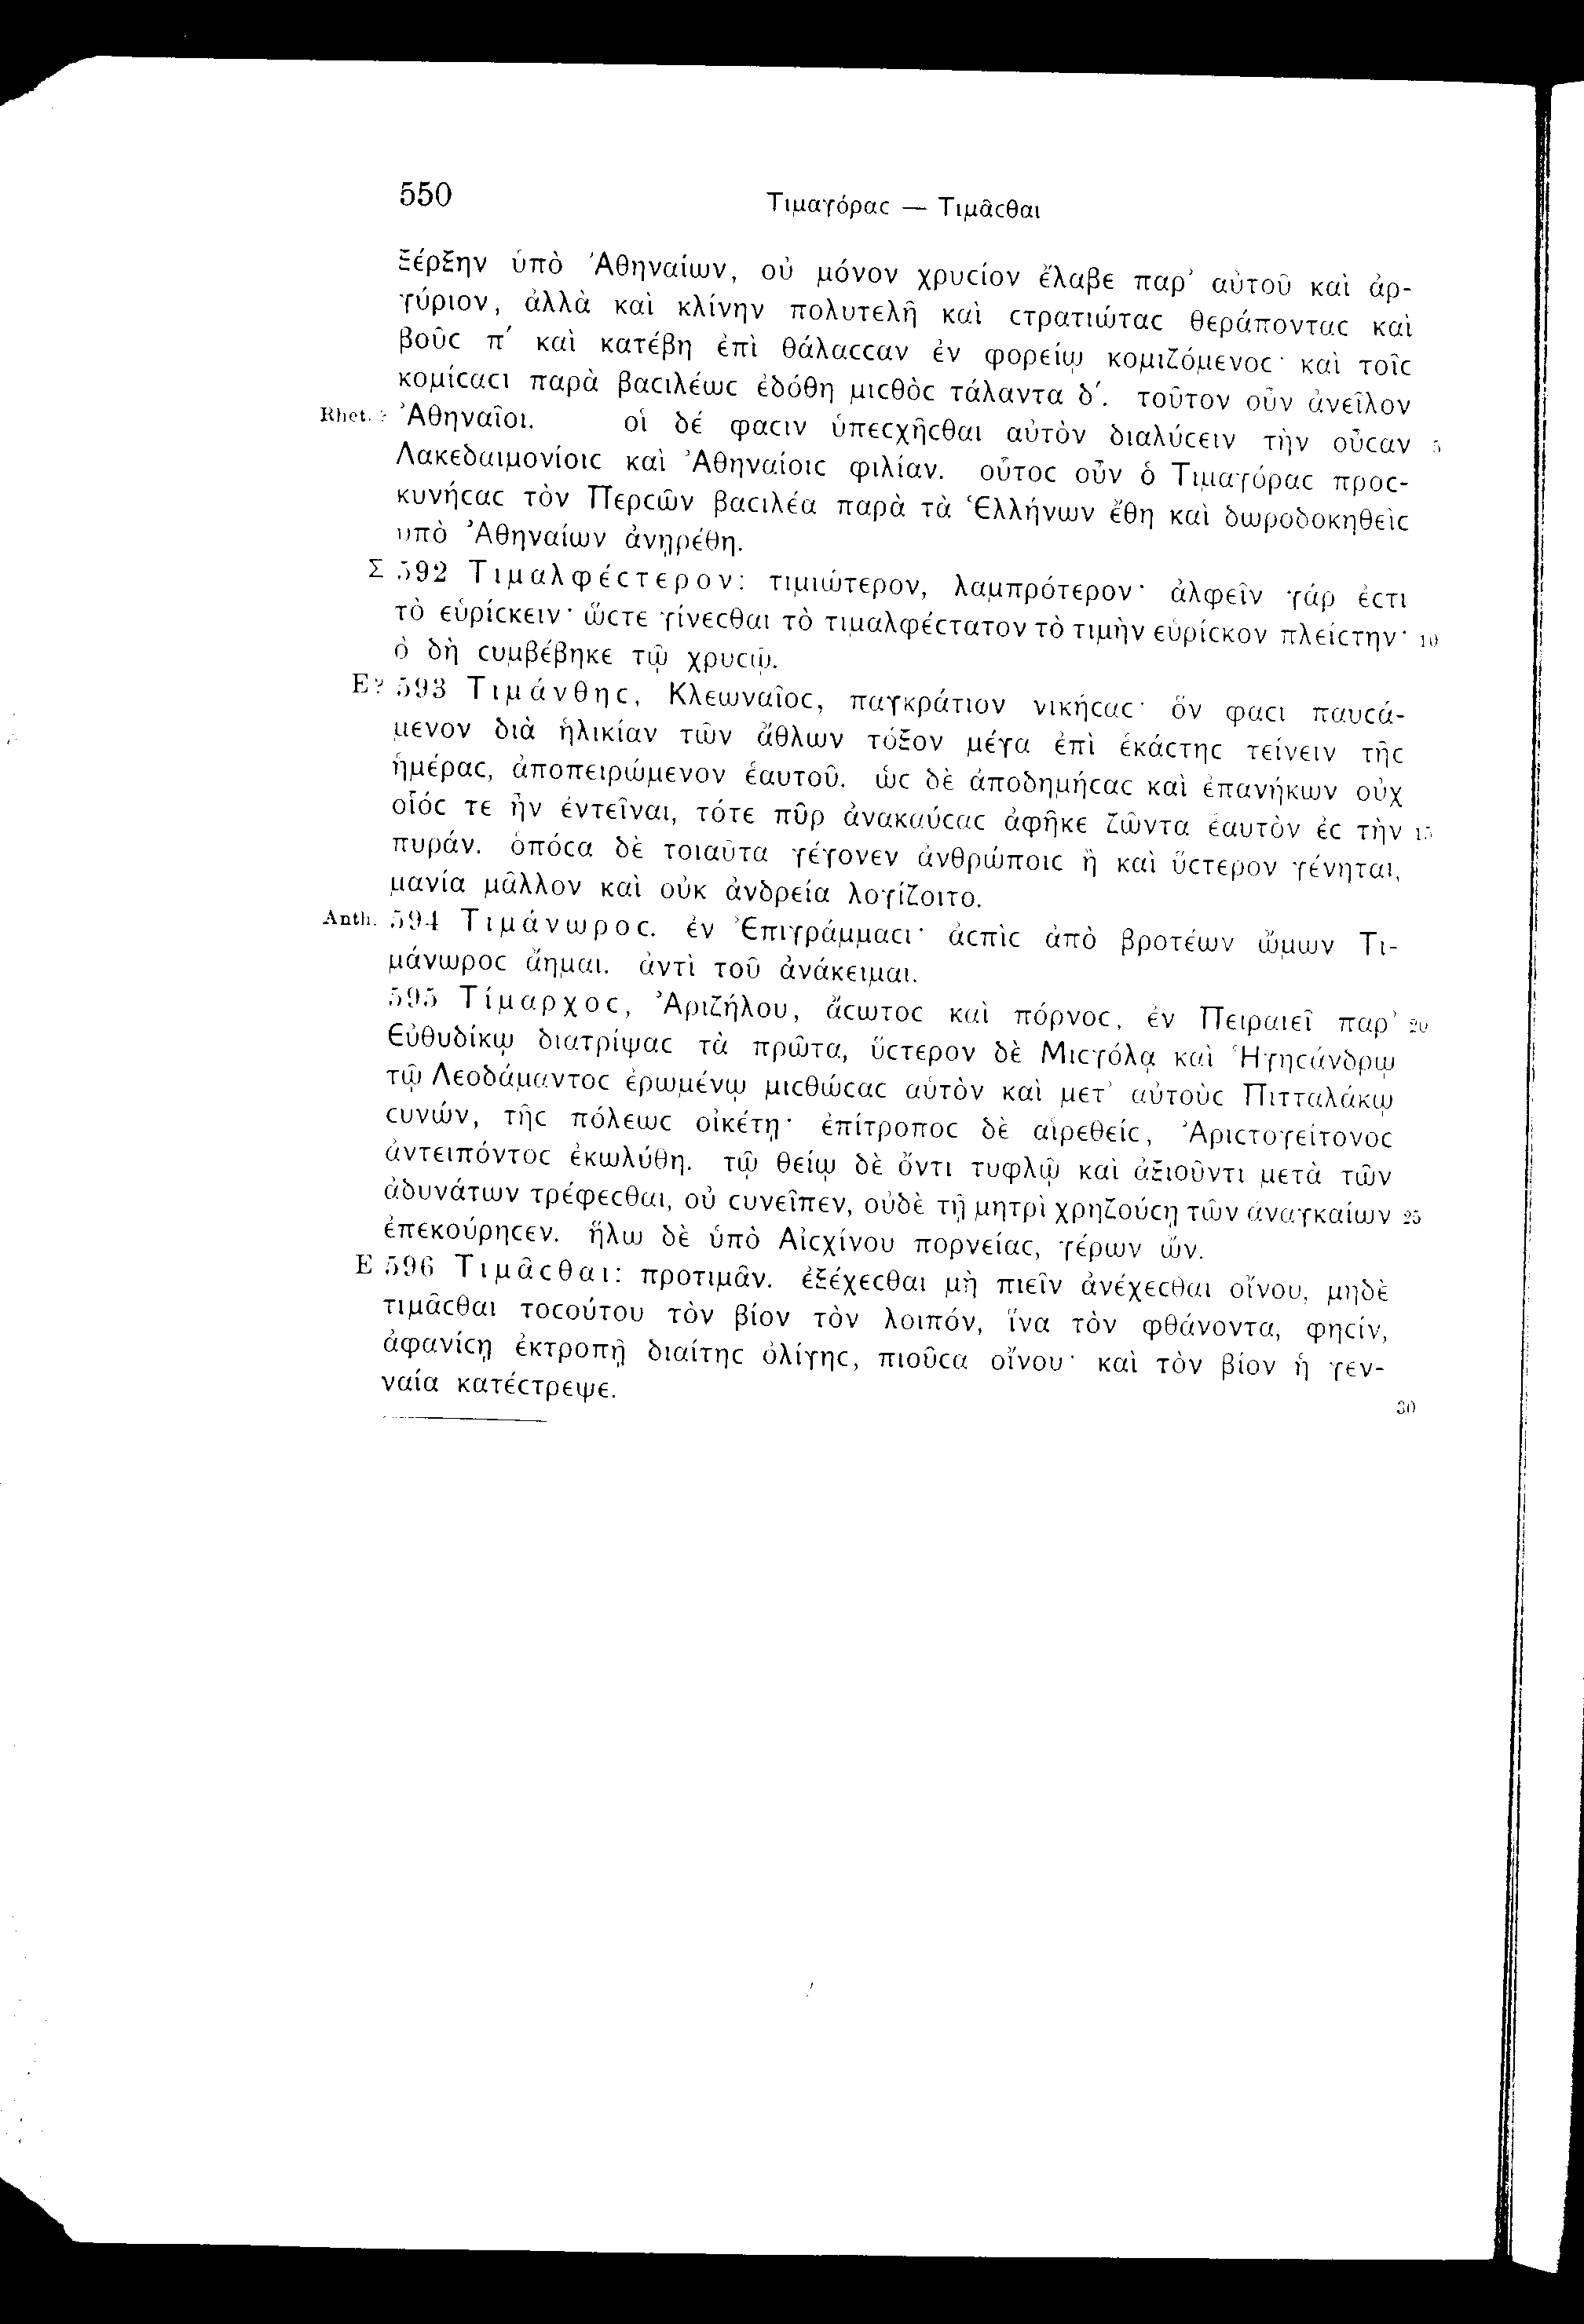 550 Τιμαγόραϲ — Τιμᾶϲθαι
Ξέρξην ὑπὸ Ἀθηναίων, οὐ μόνον χρυϲίον ἔλαβε παρ’ αὐτοῦ καὶ ἀρ-
γύριον, ἀλλὰ καὶ κλίνην πολυτελῆ καὶ ϲτρατιώταϲ θεράπονταϲ καὶ
βοῦϲ π΄ καὶ κατέβη ἐπὶ θάλαϲϲαν ἐν φορείῳ κομιζόμενοϲ· καὶ τοῖϲ
κομίϲαϲι παρὰ βαϲιλέωϲ ἐδόθη μιϲθὸϲ τάλαντα δ΄. τοῦτον οὖν ἀνεῖλον
Rhet. ? Ἀθηναῖοι. οἱ δέ φαϲιν ὑπεϲχῆϲθαι αὐτὸν διαλύϲειν τὴν οὖϲαν 5
Λακεδαιμονίοιϲ καὶ Ἀθηναίοιϲ φιλίαν. οὗτοϲ οὖν ὁ Τιμαγόραϲ προϲ-
κυνήϲαϲ τὸν Περϲῶν βαϲιλέα παρὰ τὰ Ἑλλήνων ἔθη καὶ δωροδοκηθεὶϲ
ὑπὸ Ἀθηναίων ἀνῃρέθη.
Σ 592 Τιμαλφέϲτερον: τιμιώτερον, λαμπρότερον· ἀλφεῖν γάρ ἐϲτι
τὸ εὑρίϲκειν· ὥϲτε γίνεϲθαι τὸ τιμαλφέϲτατον τὸ τιμὴν εὑρίϲκον πλείϲτην· 10
ὃ δὴ ϲυμβέβηκε τῷ χρυϲῷ.
E? 593 Τιμάνθηϲ, Κλεωναῖοϲ, παγκράτιον νικήϲαϲ· ὅν φαϲι παυϲά-
μενον διὰ ἡλικίαν τῶν ἄθλων τόξον μέγα ἐπὶ ἑκάϲτηϲ τείνειν τῆϲ
ἡμέραϲ, ἀποπειρώμενον ἑαυτοῦ. ὡϲ δὲ ἀποδημήϲαϲ καὶ ἐπανήκων οὐχ
οἷόϲ τε ἦν ἐντεῖναι, τότε πῦρ ἀνακαύϲαϲ ἀφῆκε ζῶντα ἑαυτὸν ἐϲ τὴν 15
πυράν. ὁπόϲα δὲ τοιαῦτα γέγονεν ἀνθρώποιϲ ἢ καὶ ὕϲτερον γένηται,
μανία μᾶλλον καὶ οὐκ ἀνδρεία λογίζοιτο.
Anth. 594 Τιμάνωροϲ. ἐν Ἐπιγράμμαϲι· ἀϲπὶϲ ἀπὸ βροτέων ὤμων Τι-
μάνωροϲ ἄημαι. ἀντὶ τοῦ ἀνάκειμαι.
595 Τίμαρχοϲ, Ἀριζήλου, ἄϲωτοϲ καὶ πόρνοϲ, ἐν Πειραιεῖ παρ’ 20
Εὐθυδίκῳ διατρίψαϲ τὰ πρῶτα, ὕϲτερον δὲ Μιϲγόλᾳ καὶ Ἡγηϲάνδρῳ
τῷ Λεοδάμαντοϲ ἐρωμένῳ μιϲθώϲαϲ αὑτὸν καὶ μετ’ αὐτοὺϲ Πιτταλάκῳ
ϲυνών, τῆϲ πόλεωϲ οἰκέτῃ· ἐπίτροποϲ δὲ αἱρεθείϲ, Ἀριϲτογείτονοϲ
ἀντειπόντοϲ ἐκωλύθη. τῷ θείῳ δὲ ὄντι τυφλῷ καὶ ἀξιοῦντι μετὰ τῶν
ἀδυνάτων τρέφεϲθαι, οὐ ϲυνεῖπεν, οὐδὲ τῇ μητρὶ χρηζούϲῃ τῶν ἀναγκαίων 25
ἐπεκούρηϲεν. ἥλω δὲ ὑπὸ Αἰϲχίνου πορνείαϲ, γέρων ὤν.
E 596 Τιμᾶϲθαι: προτιμᾶν. ἐξέχεϲθαι μὴ πιεῖν ἀνέχεϲθαι οἴνου, μηδὲ
τιμᾶϲθαι τοϲούτου τὸν βίον τὸν λοιπόν, ἵνα τὸν φθάνοντα, φηϲίν,
ἀφανίϲῃ ἐκτροπῇ διαίτηϲ ὀλίγηϲ, πιοῦϲα οἴνου· καὶ τὸν βίον ἡ γεν-
ναία κατέϲτρεψε. 30